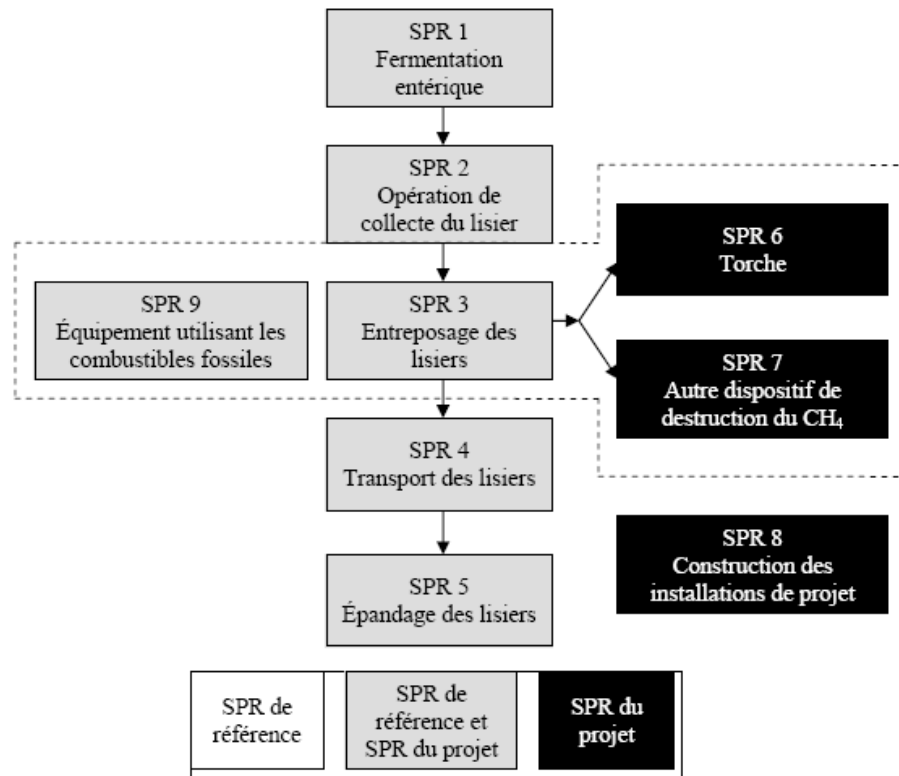 SPR 1
Fermentation
entérique
SPR 2
Opération de
collecte du lisier
SPR 6
Torche
SPR 9
Équipement utilisant les
combustibles fossiles
SPR 3
Entreposage des
lisiers
SPR 7
Autre dispositif de
destruction du CH₄
SPR 4
Transport des lisiers
SPR 8
Construction des
installations de projet
SPR 5
Épandage des lisiers
SPR de
référence
SPR de
référence et
SPR du projet
SPR du
projet